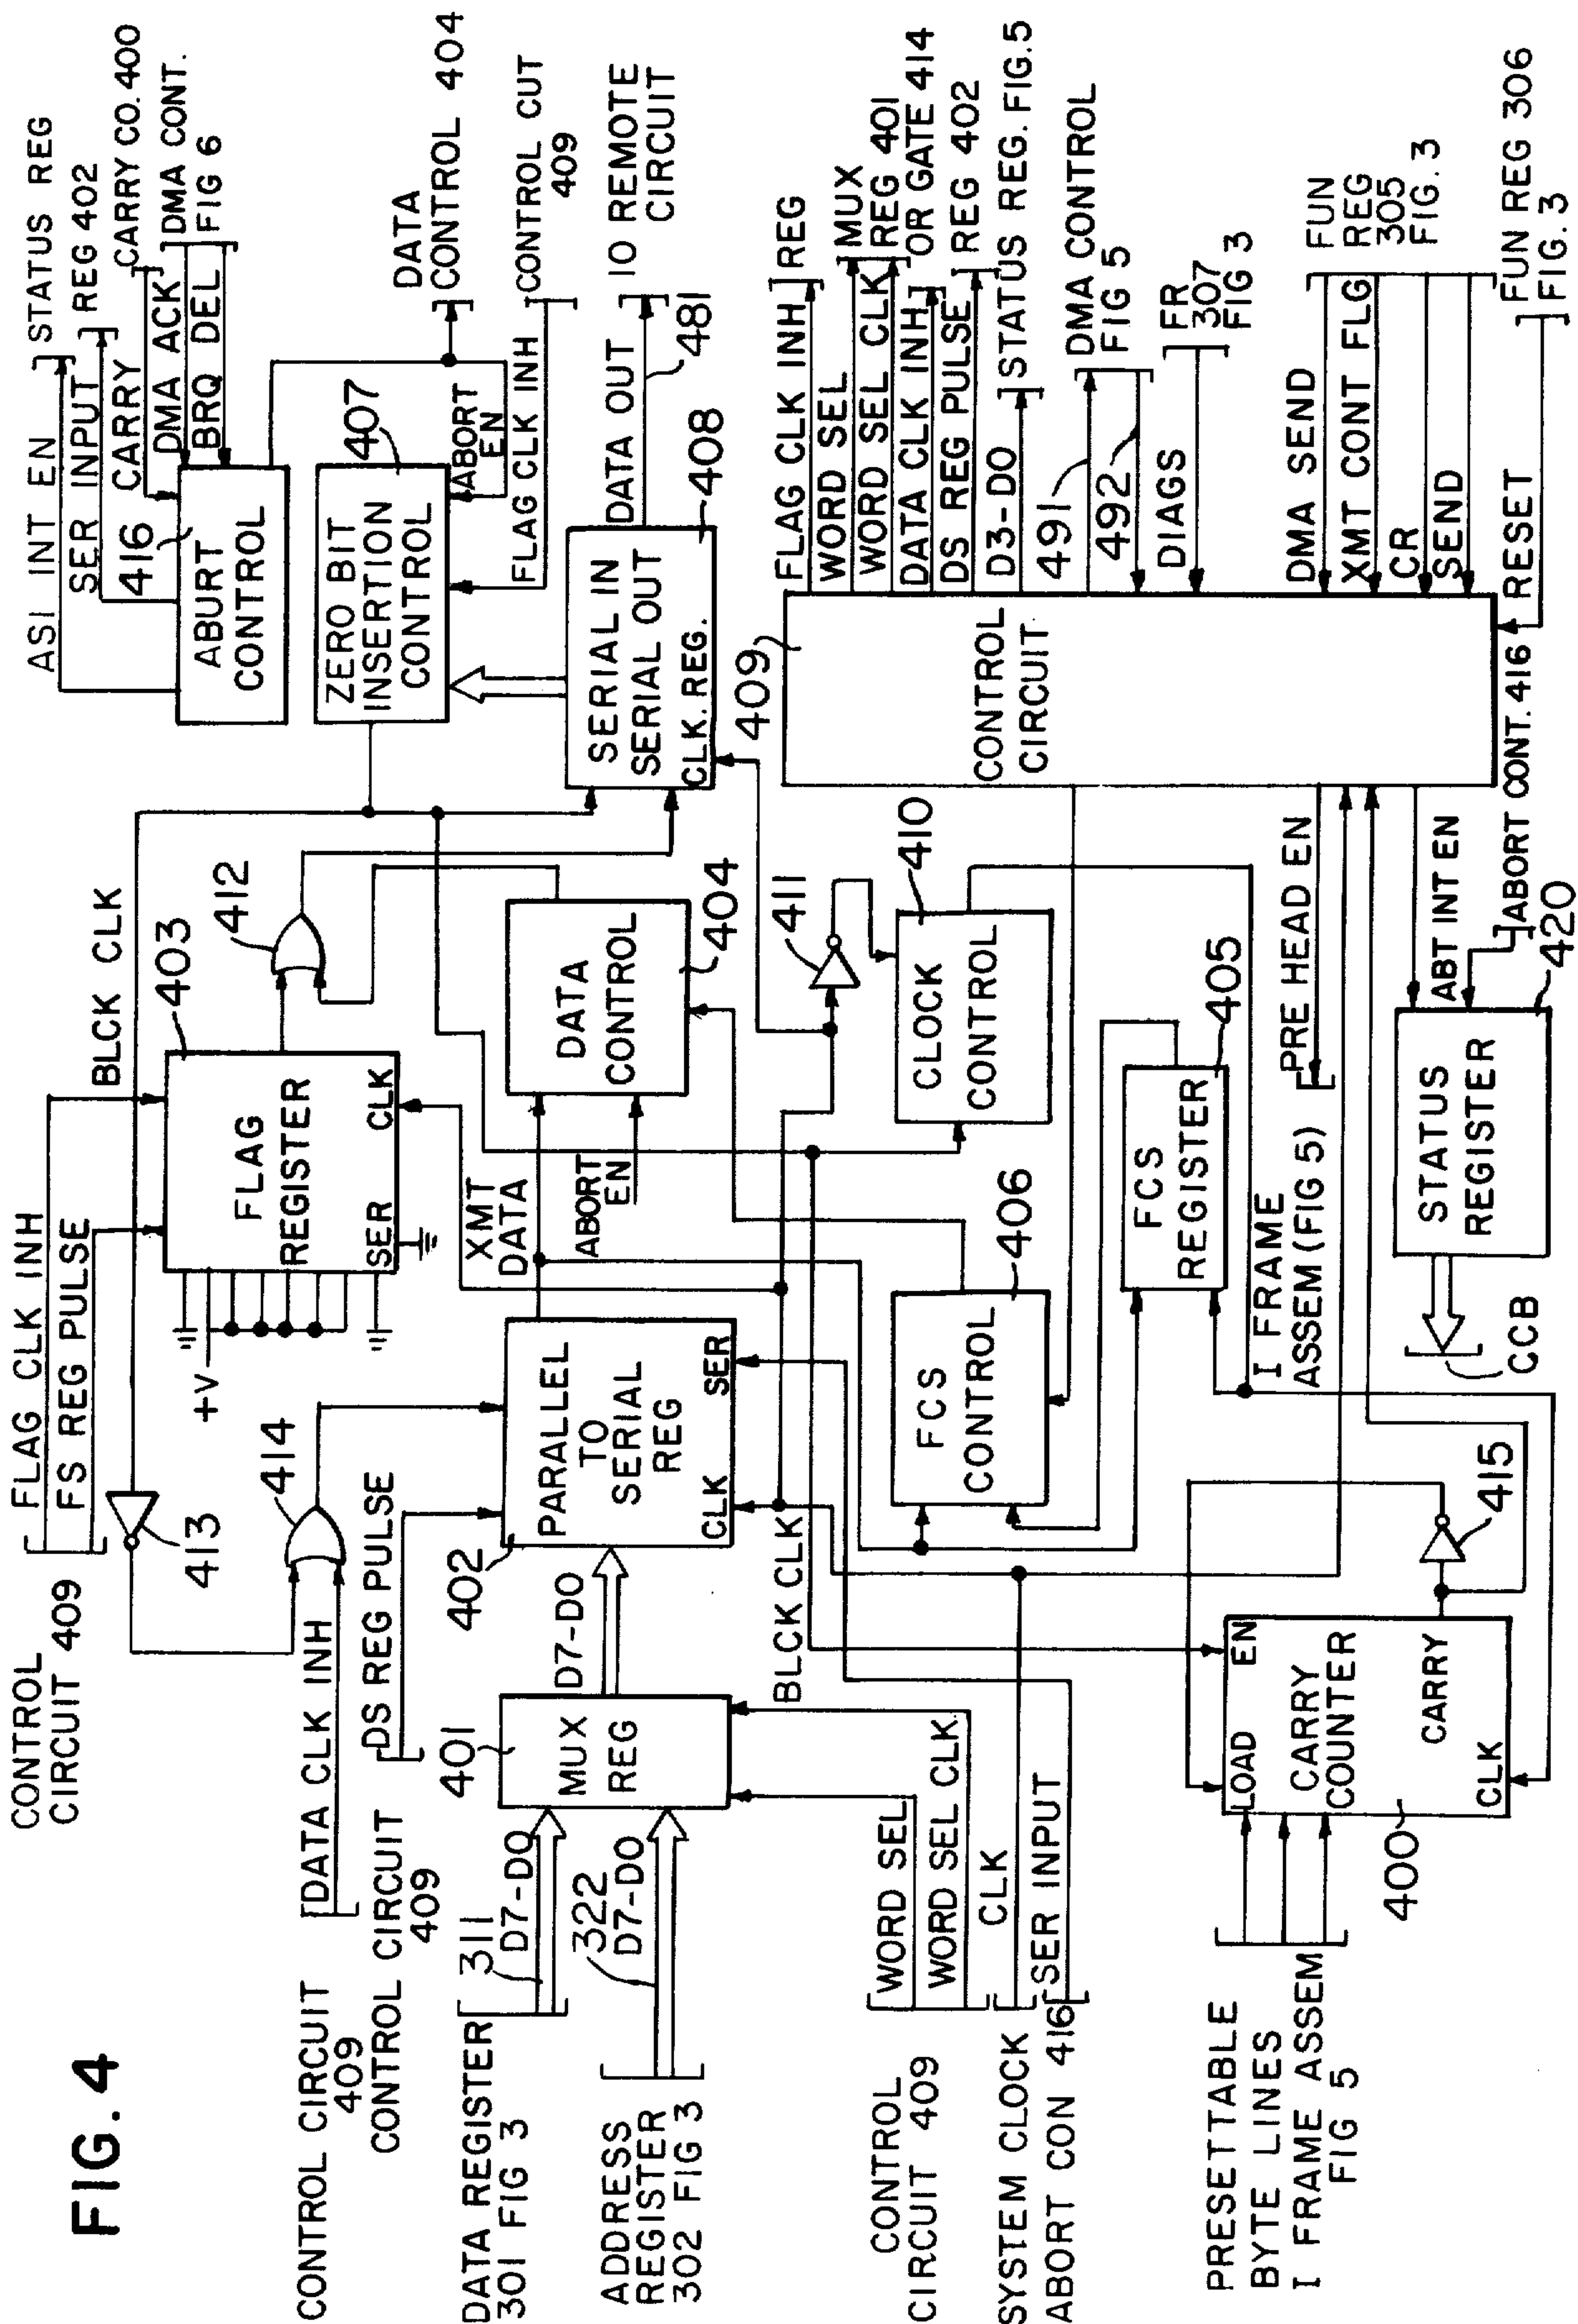 FIG. 4
CONTROL
CIRCUIT 409
FLAG CLK INH
FS REG PULSE
BLCK CLK
413
414
CONTROL CIRCUIT
409
DATA CLK INH
CONTROL CIRCUIT
409
DS REG PULSE
+V
403
FLAG
REGISTER
SER
CLK
412
DATA REGISTER
301 FIG 3
311
D7-D0
ADDRESS
REGISTER
302 FIG 3
322
D7-D0
401
MUX
REG
D7-D0
402
PARALLEL
TO
SERIAL
REG
CLK
SER
XMT
DATA
ABORT
EN
DATA
CONTROL
404
CONTROL
CIRCUIT 409
WORD SEL
WORD SEL CLK
SYSTEM CLOCK
CLK
ABORT CON 416
SER INPUT
BLCK CLK
FCS
CONTROL
406
411
CLOCK
CONTROL
410
FCS
REGISTER
405
PRESETTABLE
BYTE LINES
I FRAME ASSEM
FIG 5
LOAD
EN
CARRY
COUNTER
CARRY
CLK
400
415
I FRAME
ASSEM (FIG 5)
PRE HEAD EN
STATUS
REGISTER
420
CCB
ABT INT EN
ABORT CONT. 416
ASI INT EN
STATUS REG
SER INPUT
REG 402
416
ABURT
CONTROL
CARRY
CARRY CO. 400
DMA ACK
BRQ DEL
DMA CONT.
FIG 6
DATA
CONTROL 404
407
ZERO BIT
INSERTION
CONTROL
ABORT
EN
FLAG CLK INH
CONTROL CUT
409
SERIAL IN
SERIAL OUT
CLK. REG.
408
DATA OUT
481
IO REMOTE
CIRCUIT
409
CONTROL
CIRCUIT
FLAG CLK INH
REG
WORD SEL
MUX
WORD SEL CLK
REG 401
DATA CLK INH
OR GATE 414
DS REG PULSE
REG 402
D3-D0
STATUS REG. FIG. 5
491
492
DMA CONTROL
FIG 5
DIAGS
FR
307
FIG 3
DMA SEND
XMT CONT FLG
CR
SEND
FUN
REG
305
FIG. 3
RESET
FUN REG 306
FIG. 3